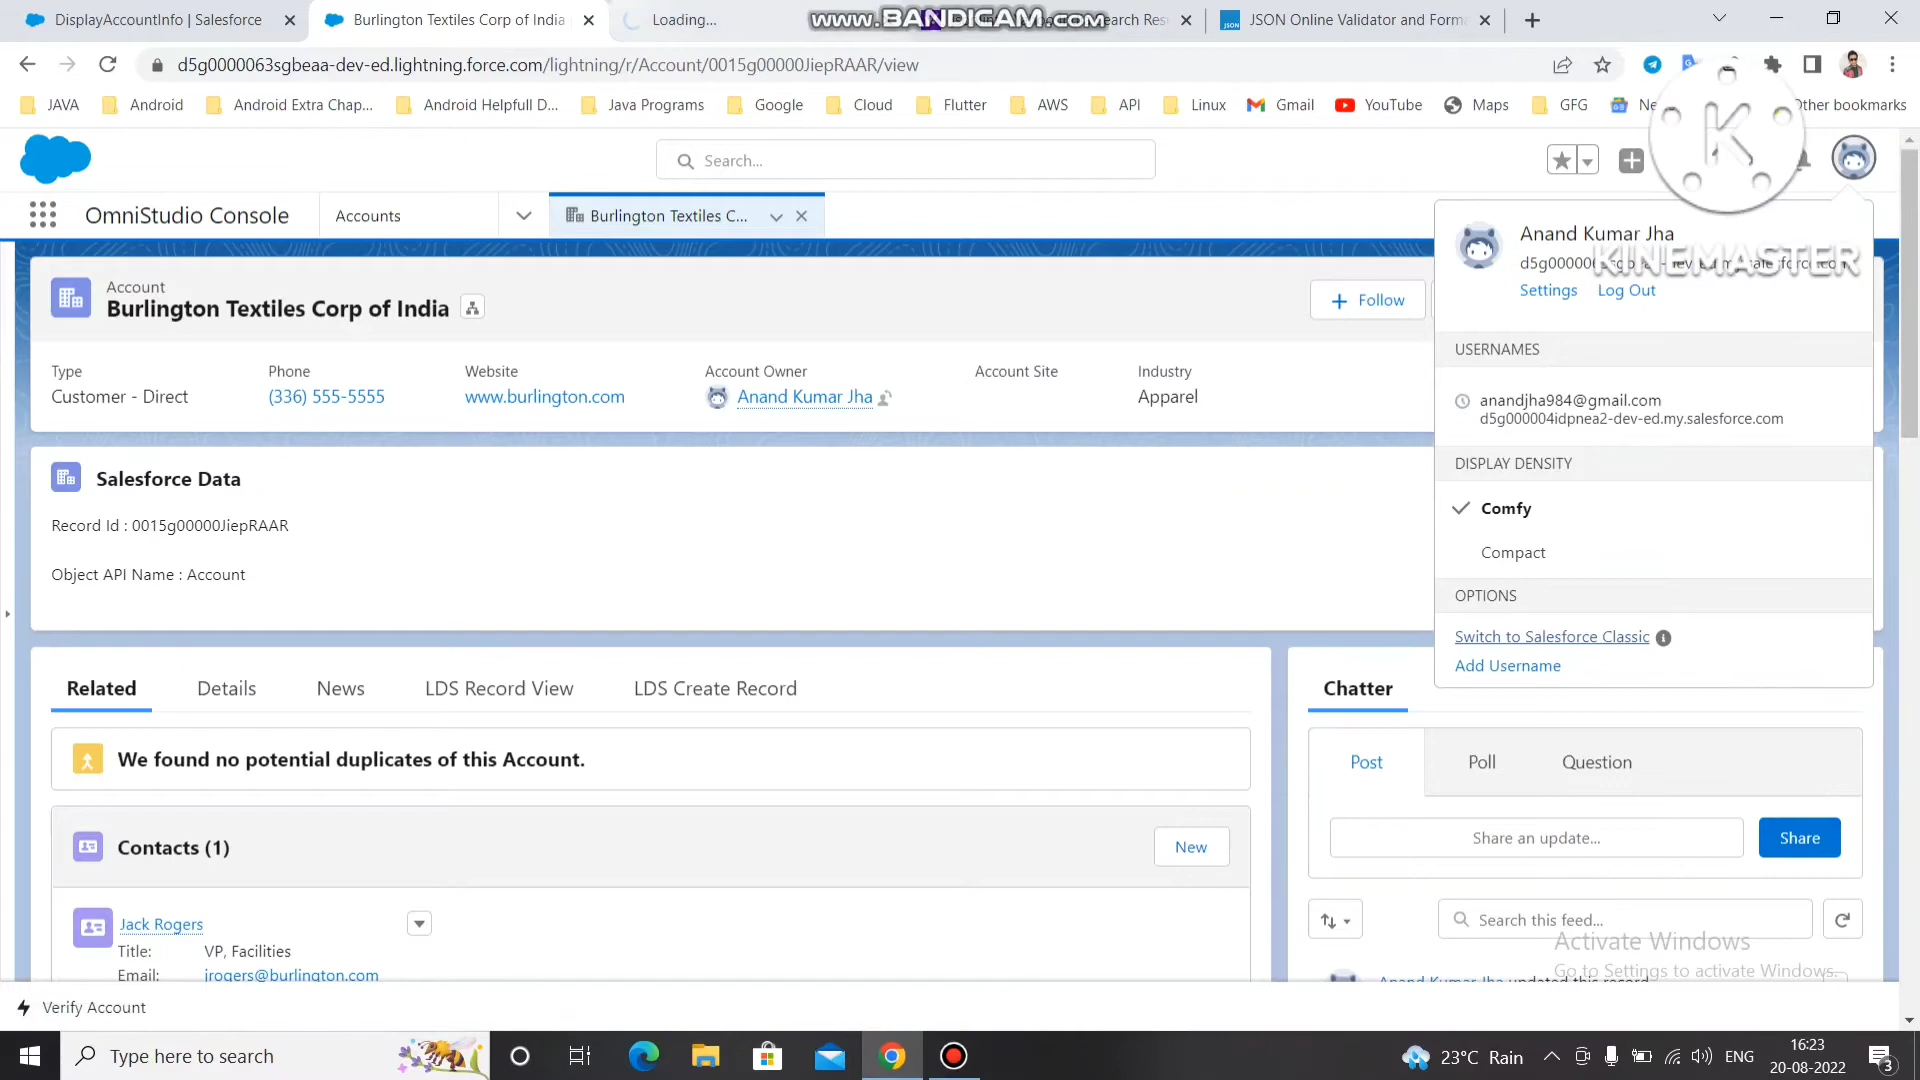 DisplayAccountInfo | Salesforce
Burlington Textiles Corp of India
Loading...
www.BANDICAM.com
JSON Online Validator and Forma
d5g0000063sgbeaa-dev-ed.lightning.force.com/lightning/r/Account/0015g00000JiepRAAR/view
JAVA
Android
Android Extra Chap...
Android Helpfull D...
Java Programs
Google
Cloud
Flutter
AWS
API
Linux
Gmail
YouTube
Maps
GFG
Other bookmarks
Search...
OmniStudio Console
Accounts
Burlington Textiles C...
K
KINEMASTER
Account
Burlington Textiles Corp of India
Follow
Type
Customer - Direct
Phone
(336) 555-5555
Website
www.burlington.com
Account Owner
Anand Kumar Jha
Account Site
Industry
Apparel
Anand Kumar Jha
Settings
Log Out
USERNAMES
anandjha984@gmail.com
d5g000004idpnea2-dev-ed.my.salesforce.com
DISPLAY DENSITY
Comfy
Compact
OPTIONS
Switch to Salesforce Classic
Add Username
Salesforce Data
Record Id : 0015g00000JiepRAAR
Object API Name : Account
Related
Details
News
LDS Record View
LDS Create Record
We found no potential duplicates of this Account.
Contacts (1)
New
Jack Rogers
Title:
VP, Facilities
Email:
jrogers@burlington.com
Chatter
Post
Poll
Question
Share an update...
Share
Search this feed...
Activate Windows
Go to Settings to activate Windows.
Anand Kumar Jha updated this record
Verify Account
Type here to search
23°C Rain
ENG
16:23
20-08-2022
3